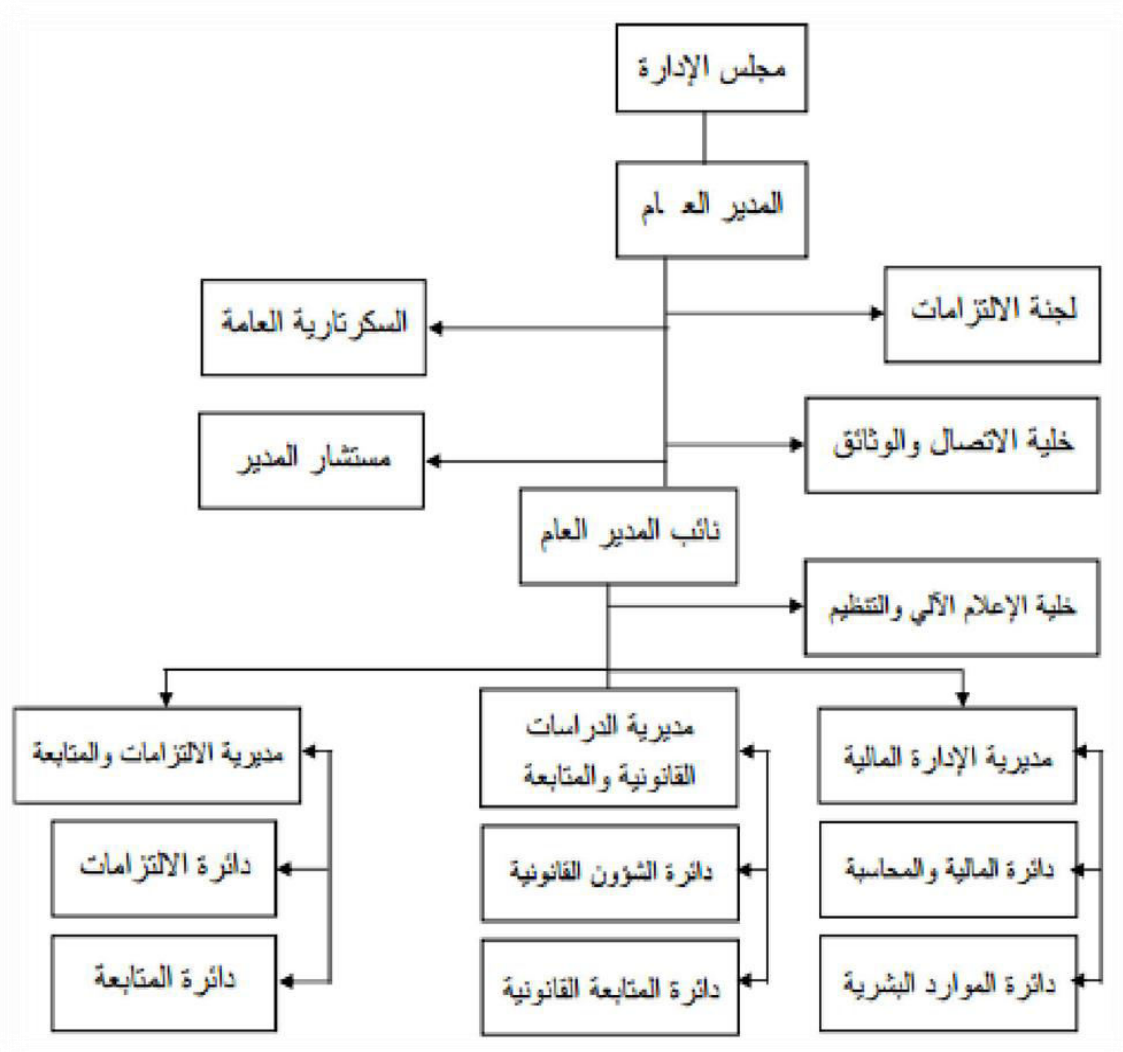 مجلس الإدارة
المدير العـام
لجنة الالتزامات
السكرتارية العامة
خلية الاتصال والوثائق
مستشار المدير
نائب المدير العام
خلية الإعلام الآلي والتنظيم
مديرية الإدارة المالية
مديرية الدراسات
القانونية والمتابعة
مديرية الالتزامات والمتابعة
دائرة المالية والمحاسبة
دائرة الشؤون القانونية
دائرة الالتزامات
دائرة الموارد البشرية
دائرة المتابعة القانونية
دائرة المتابعة